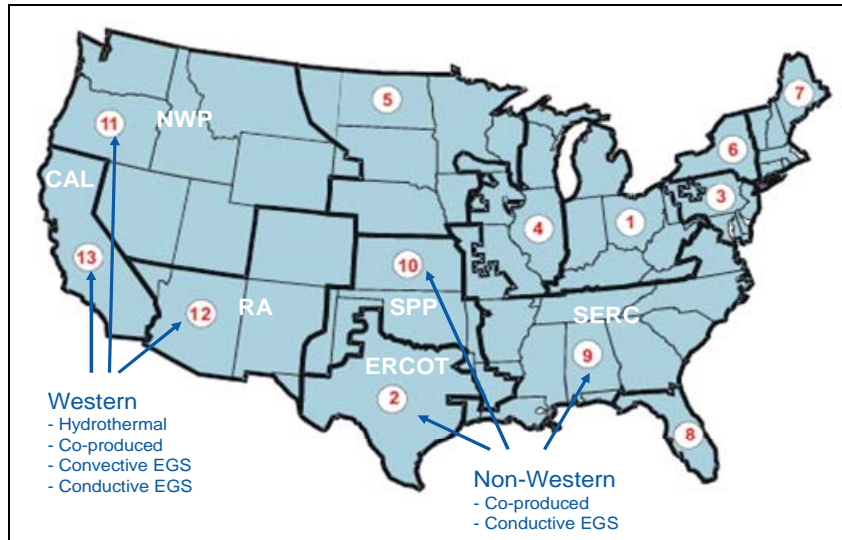 5
7
11
NWP
6
CAL
3
4
1
13
10
12
RA
SPP
SERC
ERCOT
9
2
8
Western
- Hydrothermal
- Co-produced
- Convective EGS
- Conductive EGS
Non-Western
- Co-produced
- Conductive EGS